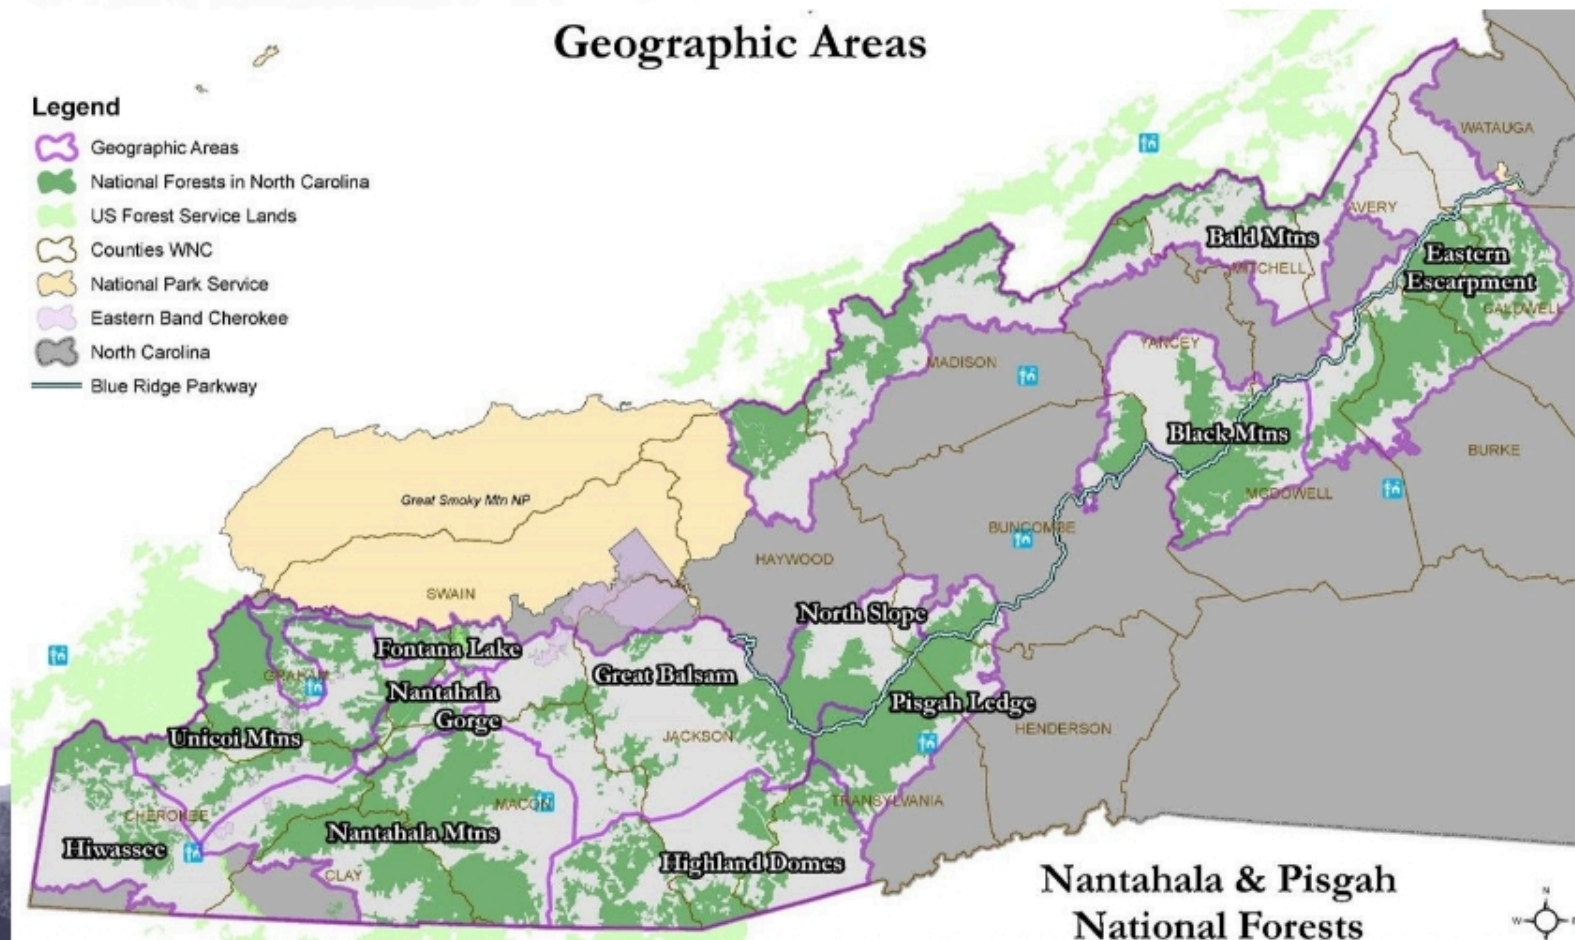 Geographic Areas
Legend
Geographic Areas
National Forests in North Carolina
US Forest Service Lands
Counties WNC
National Park Service
Eastern Band Cherokee
North Carolina
Blue Ridge Parkway
WATAUGA
AVERY
Bald Mtns
MITCHELL
Eastern
Escarpment
CALDWELL
YANCEY
MADISON
Black Mtns
BURKE
MCDOWELL
Great Smoky Mtn NP
BUNCOMBE
HAYWOOD
SWAIN
North Slope
Fontana Lake
Great Balsam
GRAHAM
Nantahala
Gorge
Pisgah Ledge
HENDERSON
Unicoi Mtns
JACKSON
TRANSYLVANIA
MACON
CHEROKEE
Nantahala Mtns
Hiwassee
Highland Domes
CLAY
Nantahala & Pisgah
National Forests
N
W